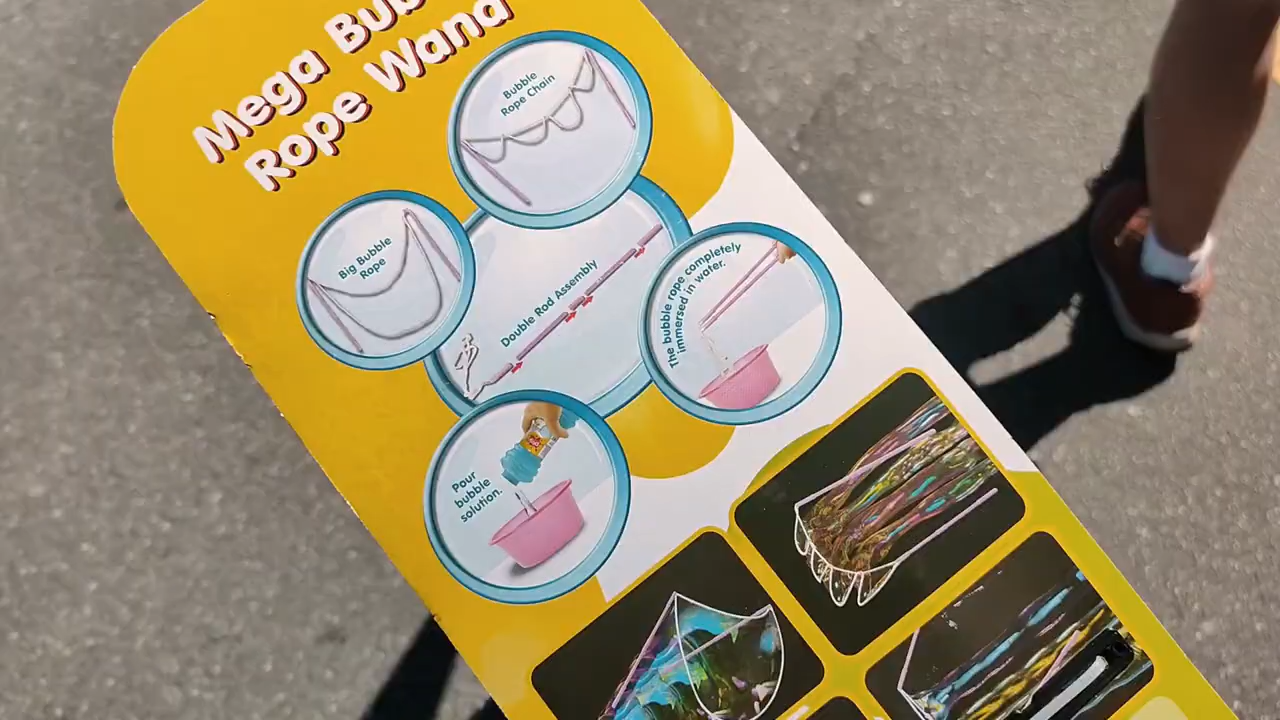 Mega
Rope Wand
Bubble
Rope Chain
Big Bubble
Rope
Double Rod Assembly
The bubble rope completely
immersed in water.
Pour
bubble
solution.